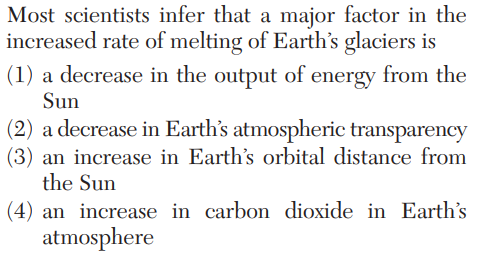 Most scientists infer that a major factor in the
increased rate of melting of Earth’s glaciers is
(1) a decrease in the output of energy from the
Sun
(2) a decrease in Earth’s atmospheric transparency
(3) an increase in Earth’s orbital distance from
the Sun
(4) an increase in carbon dioxide in Earth’s
atmosphere